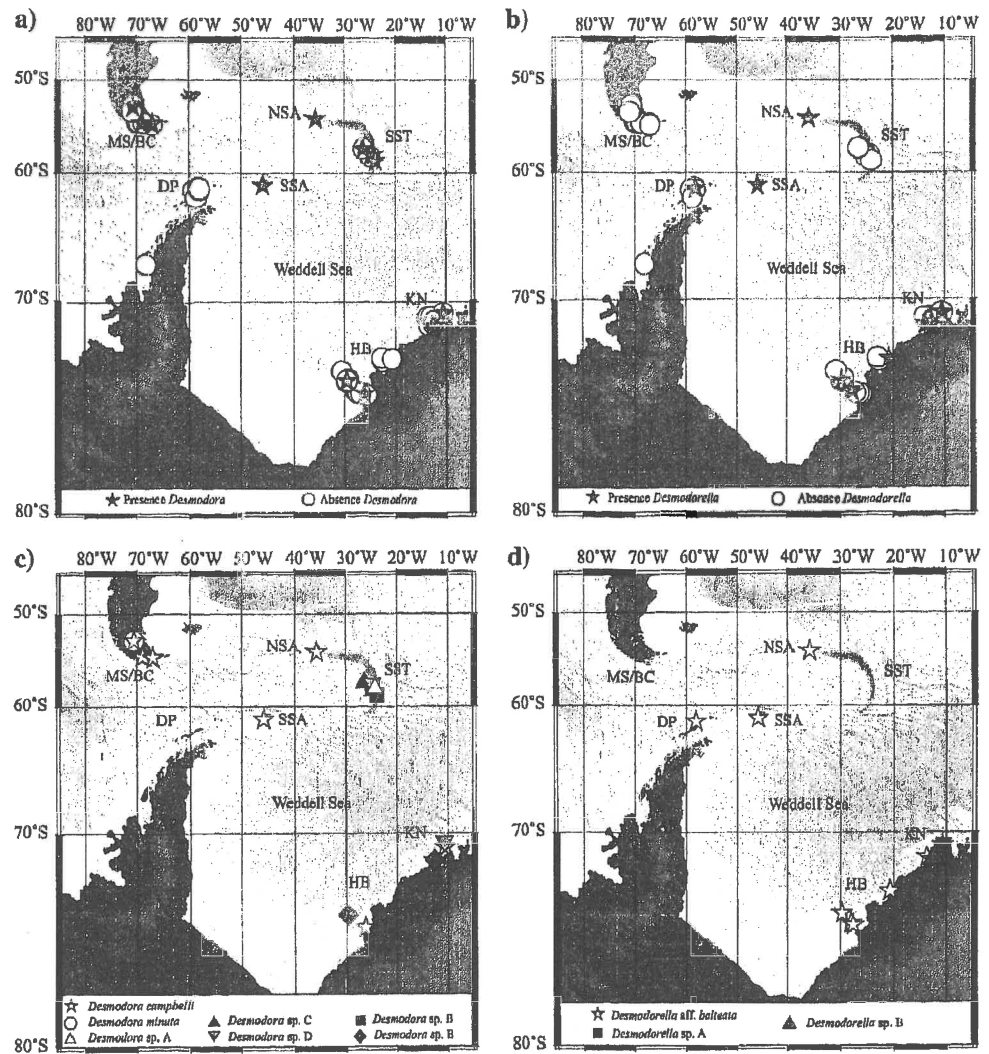 a)
80°W 70°W 60°W 50°W 40°W 30°W 20°W 10°W
50°S
60°S
70°S
80°S
NSA
SST
MS/BC
DP
SSA
Weddell Sea
KN
HB
Presence Desmodora Absence Desmodora
b)
80°W 70°W 60°W 50°W 40°W 30°W 20°W 10°W
50°S
60°S
70°S
80°S
NSA
SST
MS/BC
DP
SSA
Weddell Sea
KN
HB
Presence Desmodorella Absence Desmodorella
c)
80°W 70°W 60°W 50°W 40°W 30°W 20°W 10°W
50°S
60°S
70°S
80°S
NSA
SST
MS/BC
DP
SSA
Weddell Sea
KN
HB
Desmodora campbelli
Desmodora minuta Desmodora sp. C Desmodora sp. B
Desmodora sp. A Desmodora sp. D Desmodora sp. B
d)
80°W 70°W 60°W 50°W 40°W 30°W 20°W 10°W
50°S
60°S
70°S
80°S
NSA
SST
MS/BC
DP
SSA
Weddell Sea
KN
HB
Desmodorella aff. balteata Desmodorella sp. B
Desmodorella sp. A